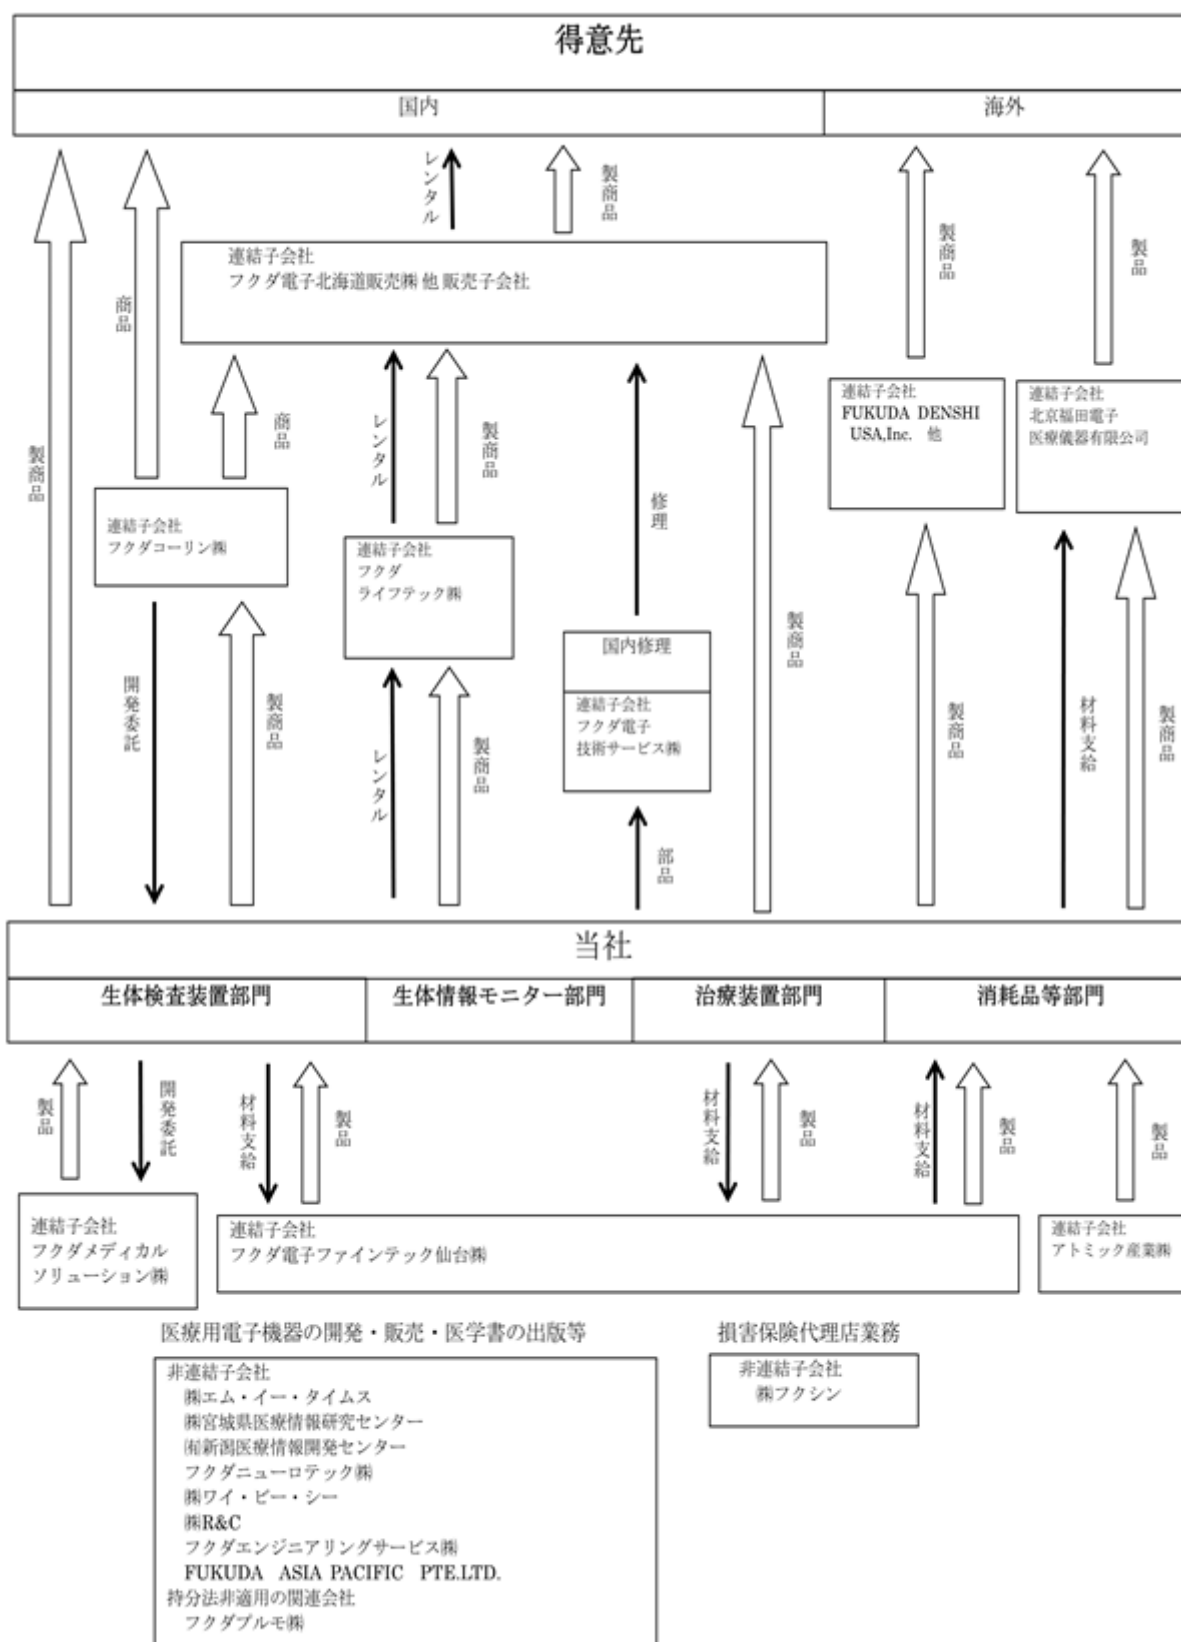 得意先
国内
海外
レンタル
製商品
製商品
製品
連結子会社
フクダ電子北海道販売㈱ 他 販売子会社
商品
製商品
商品
レンタル
製商品
修理
連結子会社
FUKUDA DENSHI
USA,Inc. 他
連結子会社
北京福田電子
医療儀器有限公司
連結子会社
フクダコーリン㈱
連結子会社
フクダ
ライフテック㈱
国内修理
連結子会社
フクダ電子
技術サービス㈱
製商品
開発委託
製商品
レンタル
製商品
部品
製商品
材料支給
製商品
当社
生体検査装置部門
生体情報モニター部門
治療装置部門
消耗品等部門
製品
開発委託
材料支給
製品
材料支給
製品
材料支給
製品
製品
連結子会社
フクダメディカル
ソリューション㈱
連結子会社
フクダ電子ファインテック仙台㈱
連結子会社
アトミック産業㈱
医療用電子機器の開発・販売・医学書の出版等
損害保険代理店業務
非連結子会社
㈱エム・イー・タイムス
㈱宮城県医療情報研究センター
㈲新潟医療情報開発センター
フクダニューロテック㈱
㈱ワイ・ビー・シー
㈱R&C
フクダエンジニアリングサービス㈱
FUKUDA ASIA PACIFIC PTE.LTD.
持分法非適用の関連会社
フクダプルモ㈱
非連結子会社
㈱フクシン